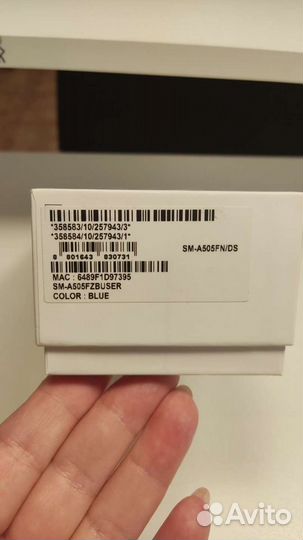 *358583/10/257943/3*
*358584/10/257943/1*
SM-A505FN/DS
8 801643 830731
MAC : 6489F1D97395
SM-A505FZBUSER
COLOR : BLUE
Avito